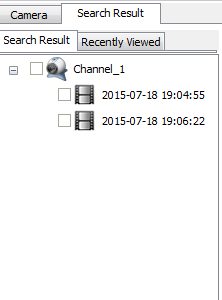 Camera Search Result
Search Result Recently Viewed
Channel_1
2015-07-18 19:04:55
2015-07-18 19:06:22